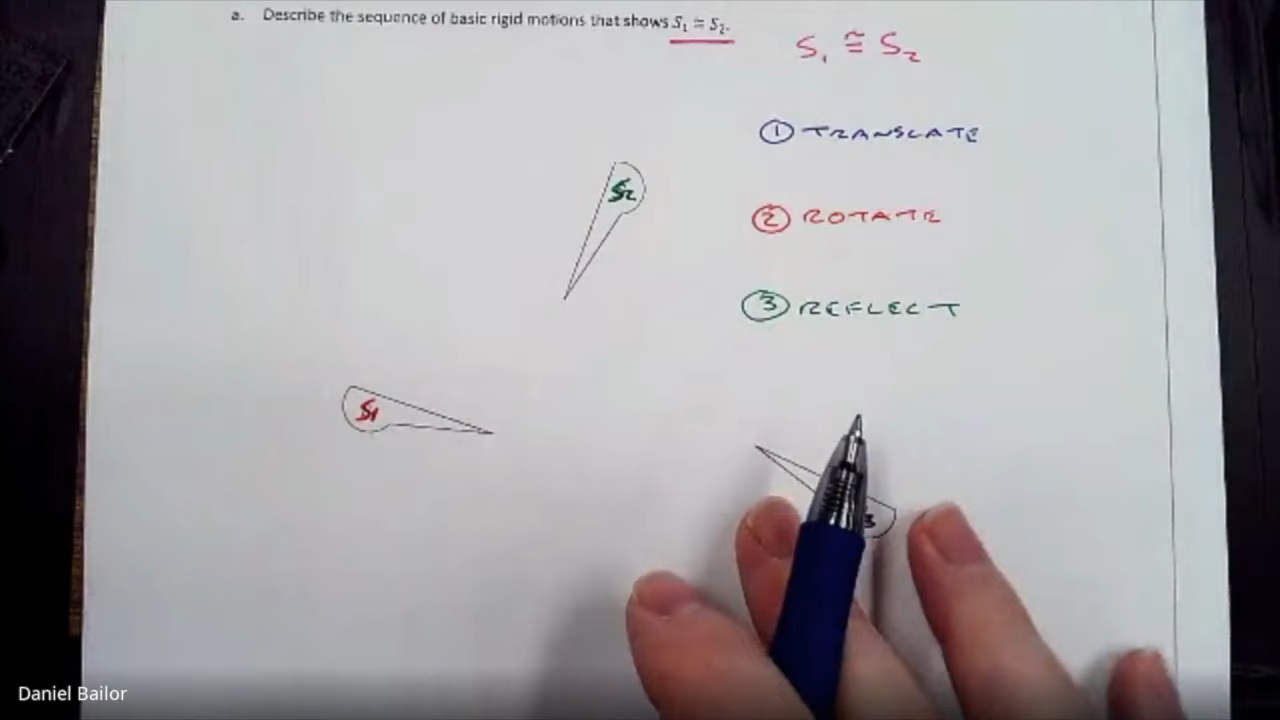 a. Describe the sequence of basic rigid motions that shows S₁ ≅ S₂.
S₁ ≅ S₂
① TRANSLATE
S₂
② ROTATE
③ REFLECT
S₁
3
Daniel Bailor